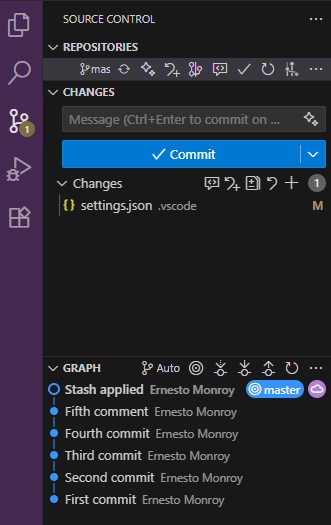 SOURCE CONTROL
REPOSITORIES
mas
CHANGES
Message (Ctrl+Enter to commit on ...
Commit
Changes 1
{} settings.json .vscode M
1
GRAPH Auto
Stash applied Ernesto Monroy master
Fifth comment Ernesto Monroy
Fourth commit Ernesto Monroy
Third commit Ernesto Monroy
Second commit Ernesto Monroy
First commit Ernesto Monroy